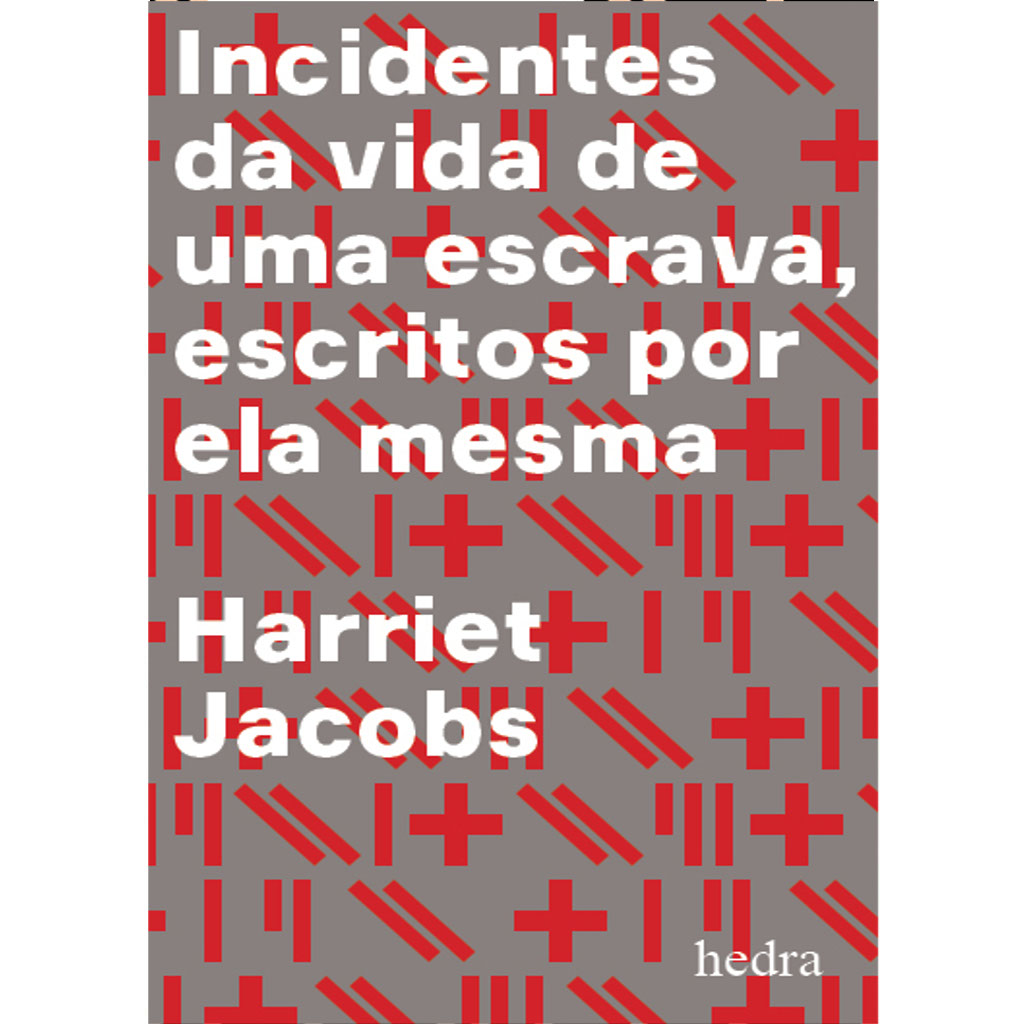 Incidentes
da vida de
uma escrava,
escritos por
ela mesma
Harriet
Jacobs
hedra